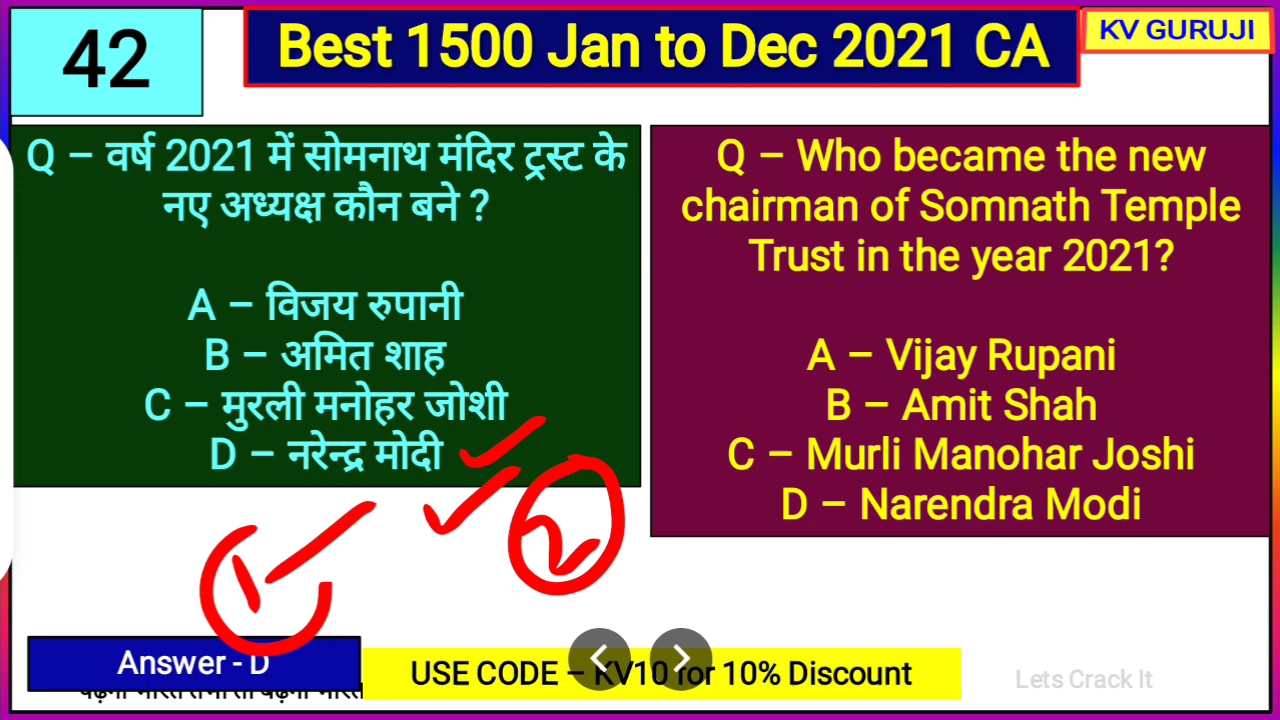 42
Best 1500 Jan to Dec 2021 CA
KV GURUJI
Q – वर्ष 2021 में सोमनाथ मंदिर ट्रस्ट के
नए अध्यक्ष कौन बने ?
A – विजय रुपानी
B – अमित शाह
C – मुरली मनोहर जोशी
D – नरेन्द्र मोदी
Q – Who became the new
chairman of Somnath Temple
Trust in the year 2021?
A – Vijay Rupani
B – Amit Shah
C – Murli Manohar Joshi
D – Narendra Modi
1
2
Answer - D
USE CODE – KV10 for 10% Discount
Lets Crack It